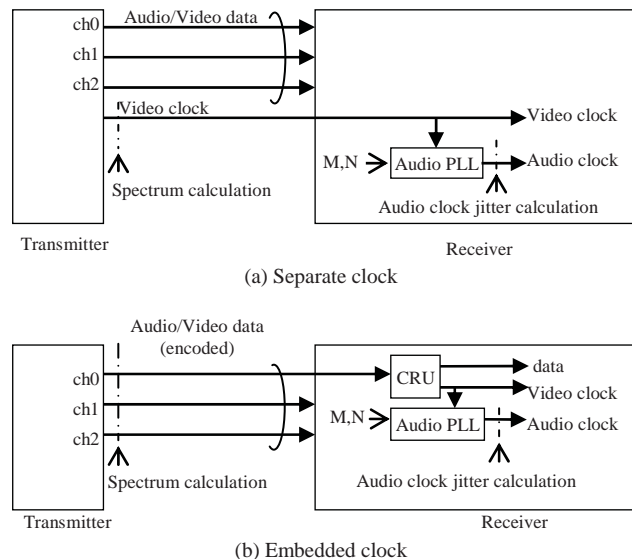 Audio/Video data
ch0
ch1
ch2
Video clock
Video clock
M,N
Audio PLL
Audio clock
Spectrum calculation
Audio clock jitter calculation
Transmitter
Receiver
(a) Separate clock
Audio/Video data
(encoded)
ch0
CRU
data
Video clock
ch1
M,N
Audio PLL
Audio clock
ch2
Spectrum calculation
Audio clock jitter calculation
Transmitter
Receiver
(b) Embedded clock